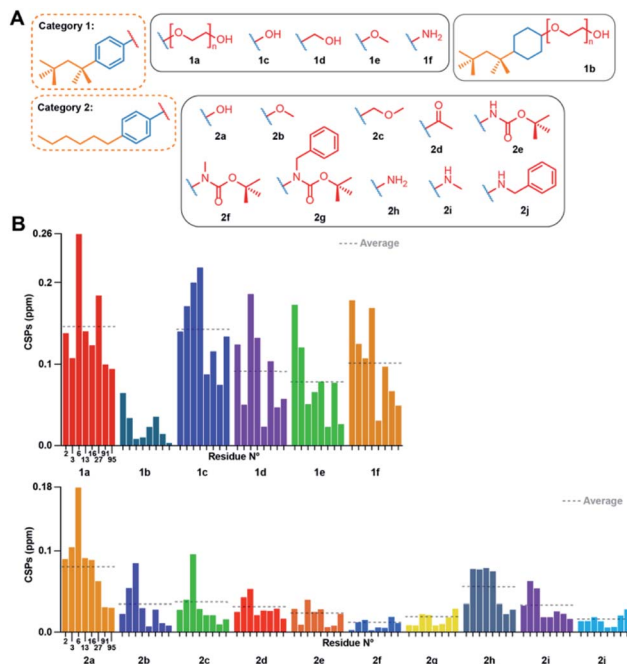 A
Category 1:
O
n
OH
1a
OH
1c
OH
1d
O
1e
NH2
1f
O
n
OH
1b
Category 2:
OH
2a
O
2b
O
2c
O
2d
H
N
O
O
2e
N
O
O
2f
N
O
O
2g
NH2
2h
H
N
2i
H
N
2j
B
Average
CSPs (ppm)
0.26
0.2
0.1
0.0
2 6 16 91
3 13 27 95
Residue Nº
1a 1b 1c 1d 1e 1f
Average
CSPs (ppm)
0.18
0.1
0.0
2 6 16 91
3 13 27 95
Residue Nº
2a 2b 2c 2d 2e 2f 2g 2h 2i 2j